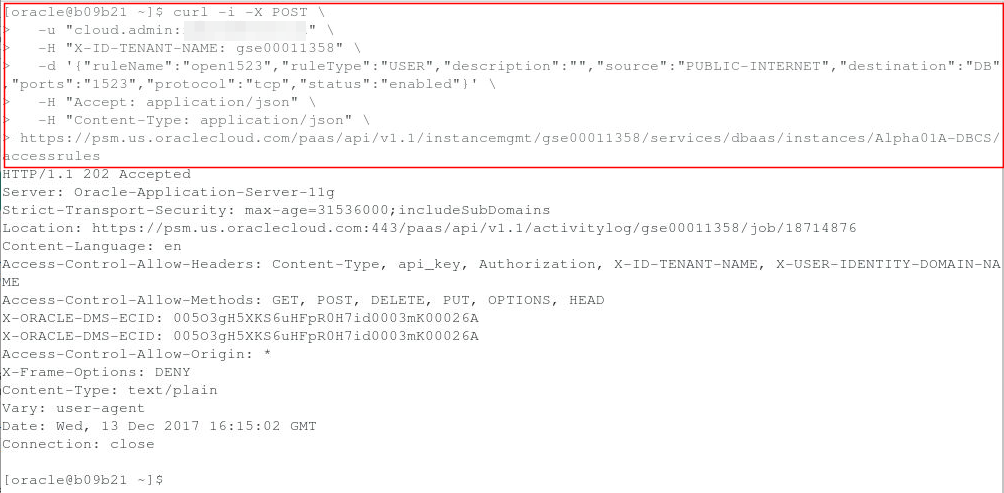 [oracle@b09b21 ~]$ curl -i -X POST \
>   -u "cloud.admin:" \
>   -H "X-ID-TENANT-NAME: gse00011358" \
>   -d '{"ruleName":"open1523","ruleType":"USER","description":"","source":"PUBLIC-INTERNET","destination":"DB"
,"ports":"1523","protocol":"tcp","status":"enabled"}' \
>   -H "Accept: application/json" \
>   -H "Content-Type: application/json" \
> https://psm.us.oraclecloud.com/paas/api/v1.1/instancemgmt/gse00011358/services/dbaas/instances/Alpha01A-DBCS/
accessrules
HTTP/1.1 202 Accepted
Server: Oracle-Application-Server-11g
Strict-Transport-Security: max-age=31536000;includeSubDomains
Location: https://psm.us.oraclecloud.com:443/paas/api/v1.1/activitylog/gse00011358/job/18714876
Content-Language: en
Access-Control-Allow-Headers: Content-Type, api_key, Authorization, X-ID-TENANT-NAME, X-USER-IDENTITY-DOMAIN-NA
ME
Access-Control-Allow-Methods: GET, POST, DELETE, PUT, OPTIONS, HEAD
X-ORACLE-DMS-ECID: 005O3gH5XKS6uHFpR0H7id0003mK00026A
X-ORACLE-DMS-ECID: 005O3gH5XKS6uHFpR0H7id0003mK00026A
Access-Control-Allow-Origin: *
X-Frame-Options: DENY
Content-Type: text/plain
Vary: user-agent
Date: Wed, 13 Dec 2017 16:15:02 GMT
Connection: close
[oracle@b09b21 ~]$